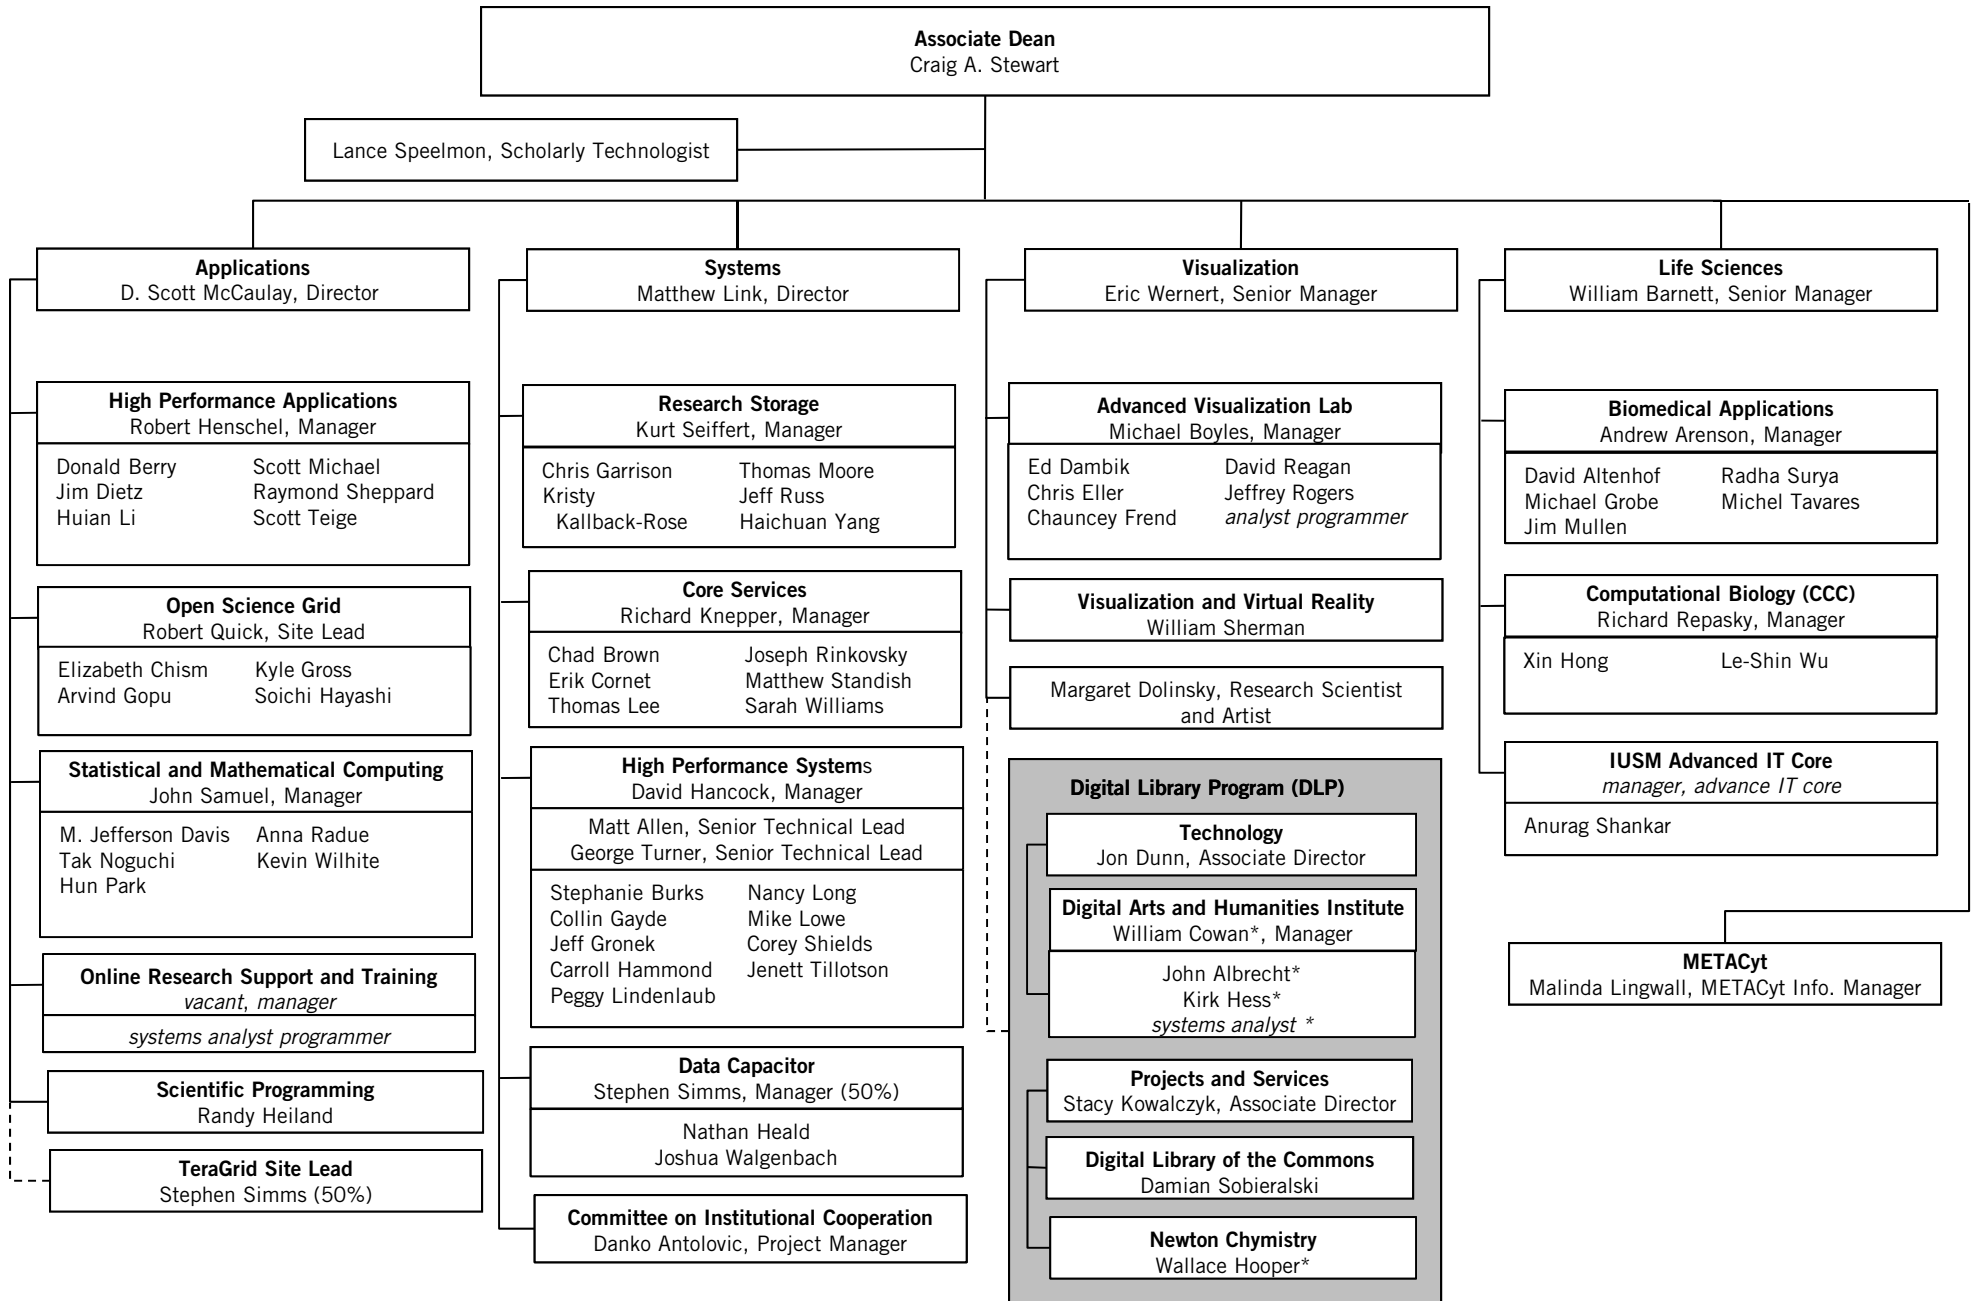 Associate Dean
Craig A. Stewart
Lance Speelmon, Scholarly Technologist
Applications
D. Scott McCaulay, Director
High Performance Applications
Robert Henschel, Manager
Donald Berry
Jim Dietz
Huian Li
Scott Michael
Raymond Sheppard
Scott Teige
Open Science Grid
Robert Quick, Site Lead
Elizabeth Chism
Arvind Gopu
Kyle Gross
Soichi Hayashi
Statistical and Mathematical Computing
John Samuel, Manager
M. Jefferson Davis
Tak Noguchi
Hun Park
Anna Radue
Kevin Wilhite
Online Research Support and Training
vacant, manager
systems analyst programmer
Scientific Programming
Randy Heiland
TeraGrid Site Lead
Stephen Simms (50%)
Systems
Matthew Link, Director
Research Storage
Kurt Seiffert, Manager
Chris Garrison
Kristy
Kallback-Rose
Thomas Moore
Jeff Russ
Haichuan Yang
Core Services
Richard Knepper, Manager
Chad Brown
Erik Cornet
Thomas Lee
Joseph Rinkovsky
Matthew Standish
Sarah Williams
High Performance Systems
David Hancock, Manager
Matt Allen, Senior Technical Lead
George Turner, Senior Technical Lead
Stephanie Burks
Collin Gayde
Jeff Gronek
Carroll Hammond
Peggy Lindenlaub
Nancy Long
Mike Lowe
Corey Shields
Jenett Tillotson
Data Capacitor
Stephen Simms, Manager (50%)
Nathan Heald
Joshua Walgenbach
Committee on Institutional Cooperation
Danko Antolovic, Project Manager
Visualization
Eric Wernert, Senior Manager
Advanced Visualization Lab
Michael Boyles, Manager
Ed Dambik
Chris Eller
Chauncey Frend
David Reagan
Jeffrey Rogers
analyst programmer
Visualization and Virtual Reality
William Sherman
Margaret Dolinsky, Research Scientist
and Artist
Digital Library Program (DLP)
Technology
Jon Dunn, Associate Director
Digital Arts and Humanities Institute
William Cowan*, Manager
John Albrecht*
Kirk Hess*
systems analyst *
Projects and Services
Stacy Kowalczyk, Associate Director
Digital Library of the Commons
Damian Sobieralski
Newton Chymistry
Wallace Hooper*
Life Sciences
William Barnett, Senior Manager
Biomedical Applications
Andrew Arenson, Manager
David Altenhof
Michael Grobe
Jim Mullen
Radha Surya
Michel Tavares
Computational Biology (CCC)
Richard Repasky, Manager
Xin Hong
Le-Shin Wu
IUSM Advanced IT Core
manager, advance IT core
Anurag Shankar
METACyt
Malinda Lingwall, METACyt Info. Manager